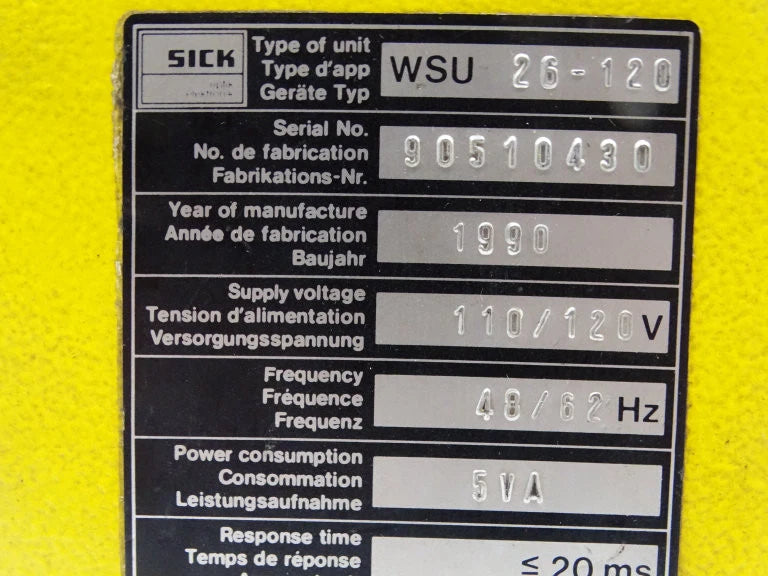 SICK
Type of unit
Type d'app
Geräte Typ
WSU 26-120
Serial No.
No. de fabrication
Fabrikations-Nr.
90510430
Year of manufacture
Année de fabrication
Baujahr
1990
Supply voltage
Tension d'alimentation
Versorgungsspannung
110/120V
Frequency
Fréquence
Frequenz
48/62 Hz
Power consumption
Consommation
Leistungsaufnahme
5VA
Response time
Temps de réponse
≤ 20 ms